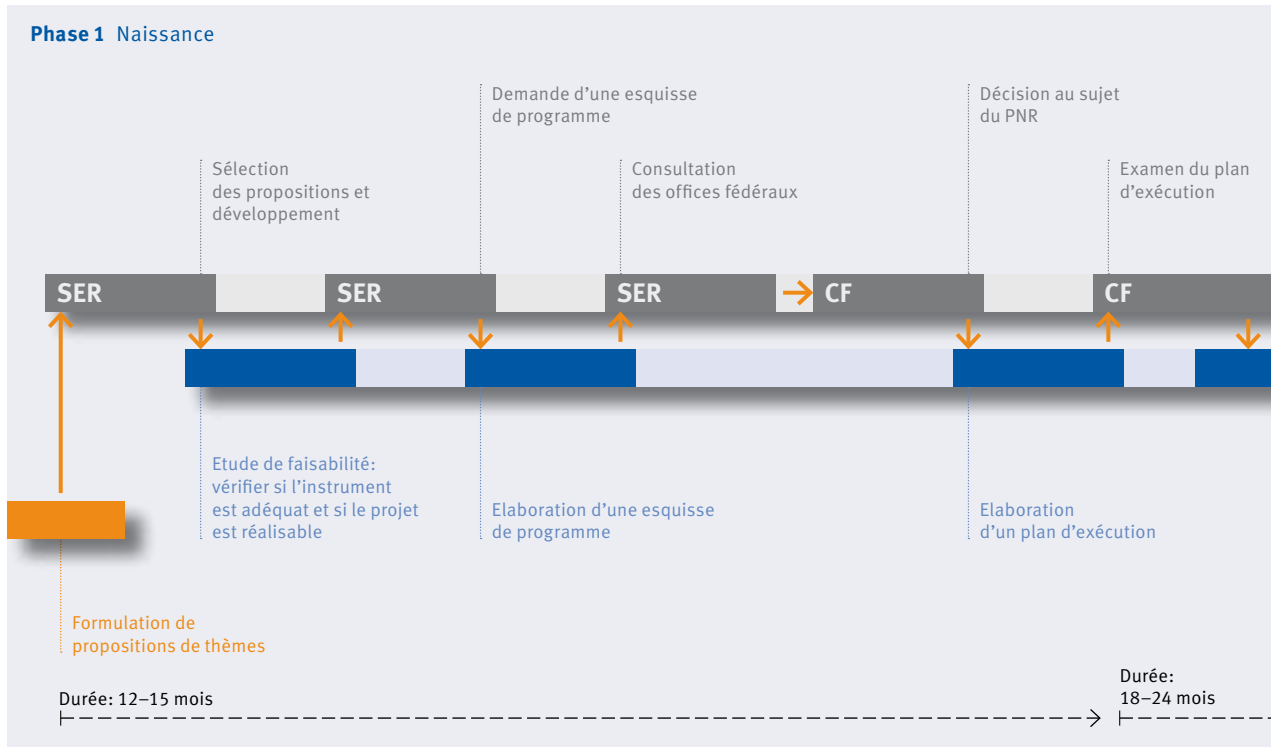 Phase 1 Naissance
Demande d'une esquisse
de programme
Décision au sujet
du PNR
Sélection
des propositions et
développement
Consultation
des offices fédéraux
Examen du plan
d'exécution
SER
SER
SER
CF
CF
Etude de faisabilité:
vérifier si l'instrument
est adéquat et si le projet
est réalisable
Elaboration d'une esquisse
de programme
Elaboration
d'un plan d'exécution
Formulation de
propositions de thèmes
Durée: 12–15 mois
Durée:
18–24 mois